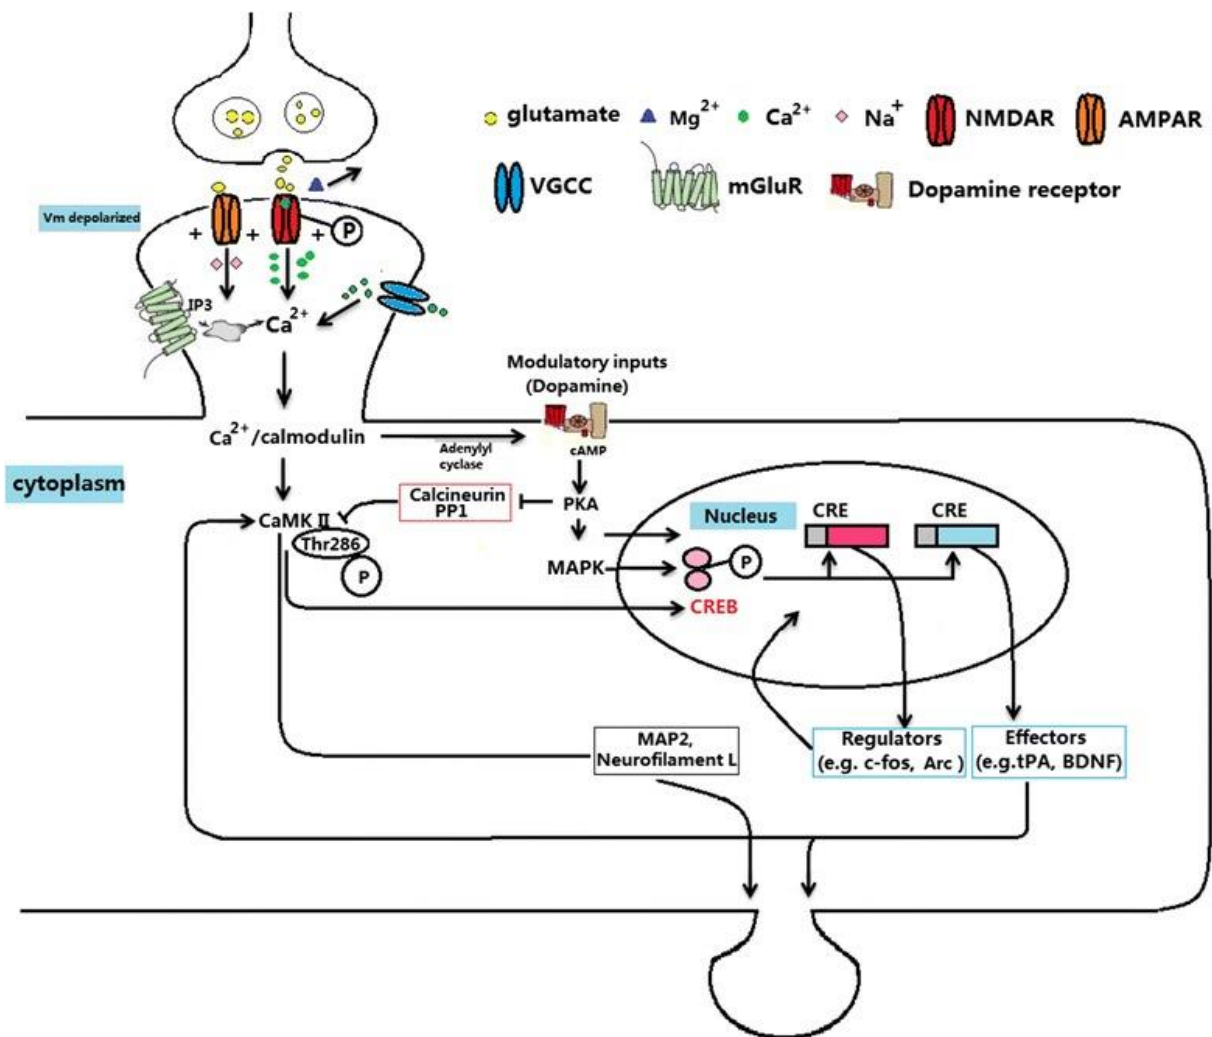 glutamate
Mg2+
Ca2+
Na+
NMDAR
AMPAR
VGCC
mGluR
Dopamine receptor
Vm depolarized
+
+
+
P
IP3
Ca2+
Modulatory inputs
(Dopamine)
Ca2+/calmodulin
Adenylyl
cyclase
cAMP
cytoplasm
Calcineurin
PP1
PKA
CaMK II
Thr286
P
Nucleus
CRE
CRE
MAPK
P
CREB
MAP2,
Neurofilament L
Regulators
(e.g. c-fos, Arc )
Effectors
(e.g.tPA, BDNF)